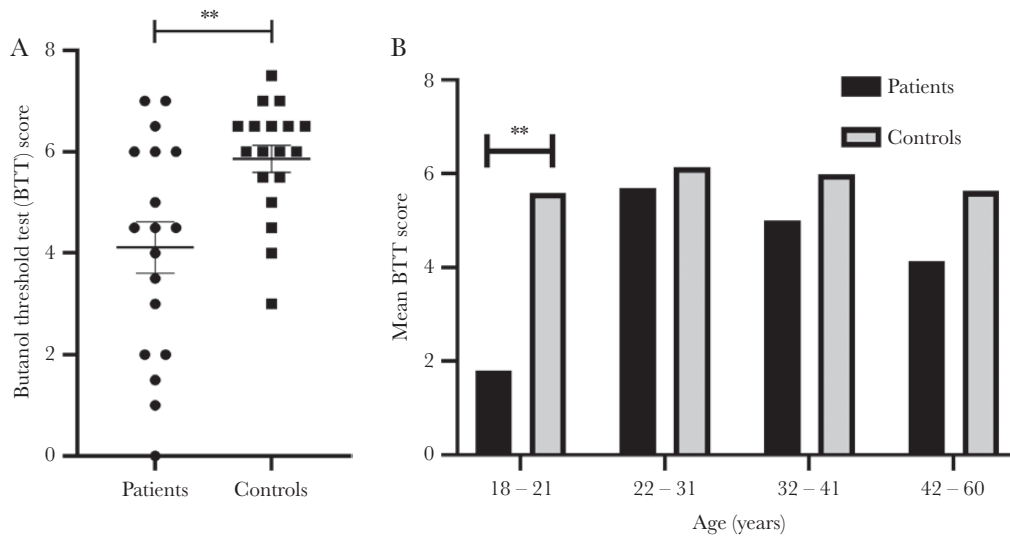 A
**
Butanol threshold test (BTT) score
8
6
4
2
0
Patients
Controls
B
Patients
Controls
**
Mean BTT score
8
6
4
2
0
18 – 21
22 – 31
32 – 41
42 – 60
Age (years)